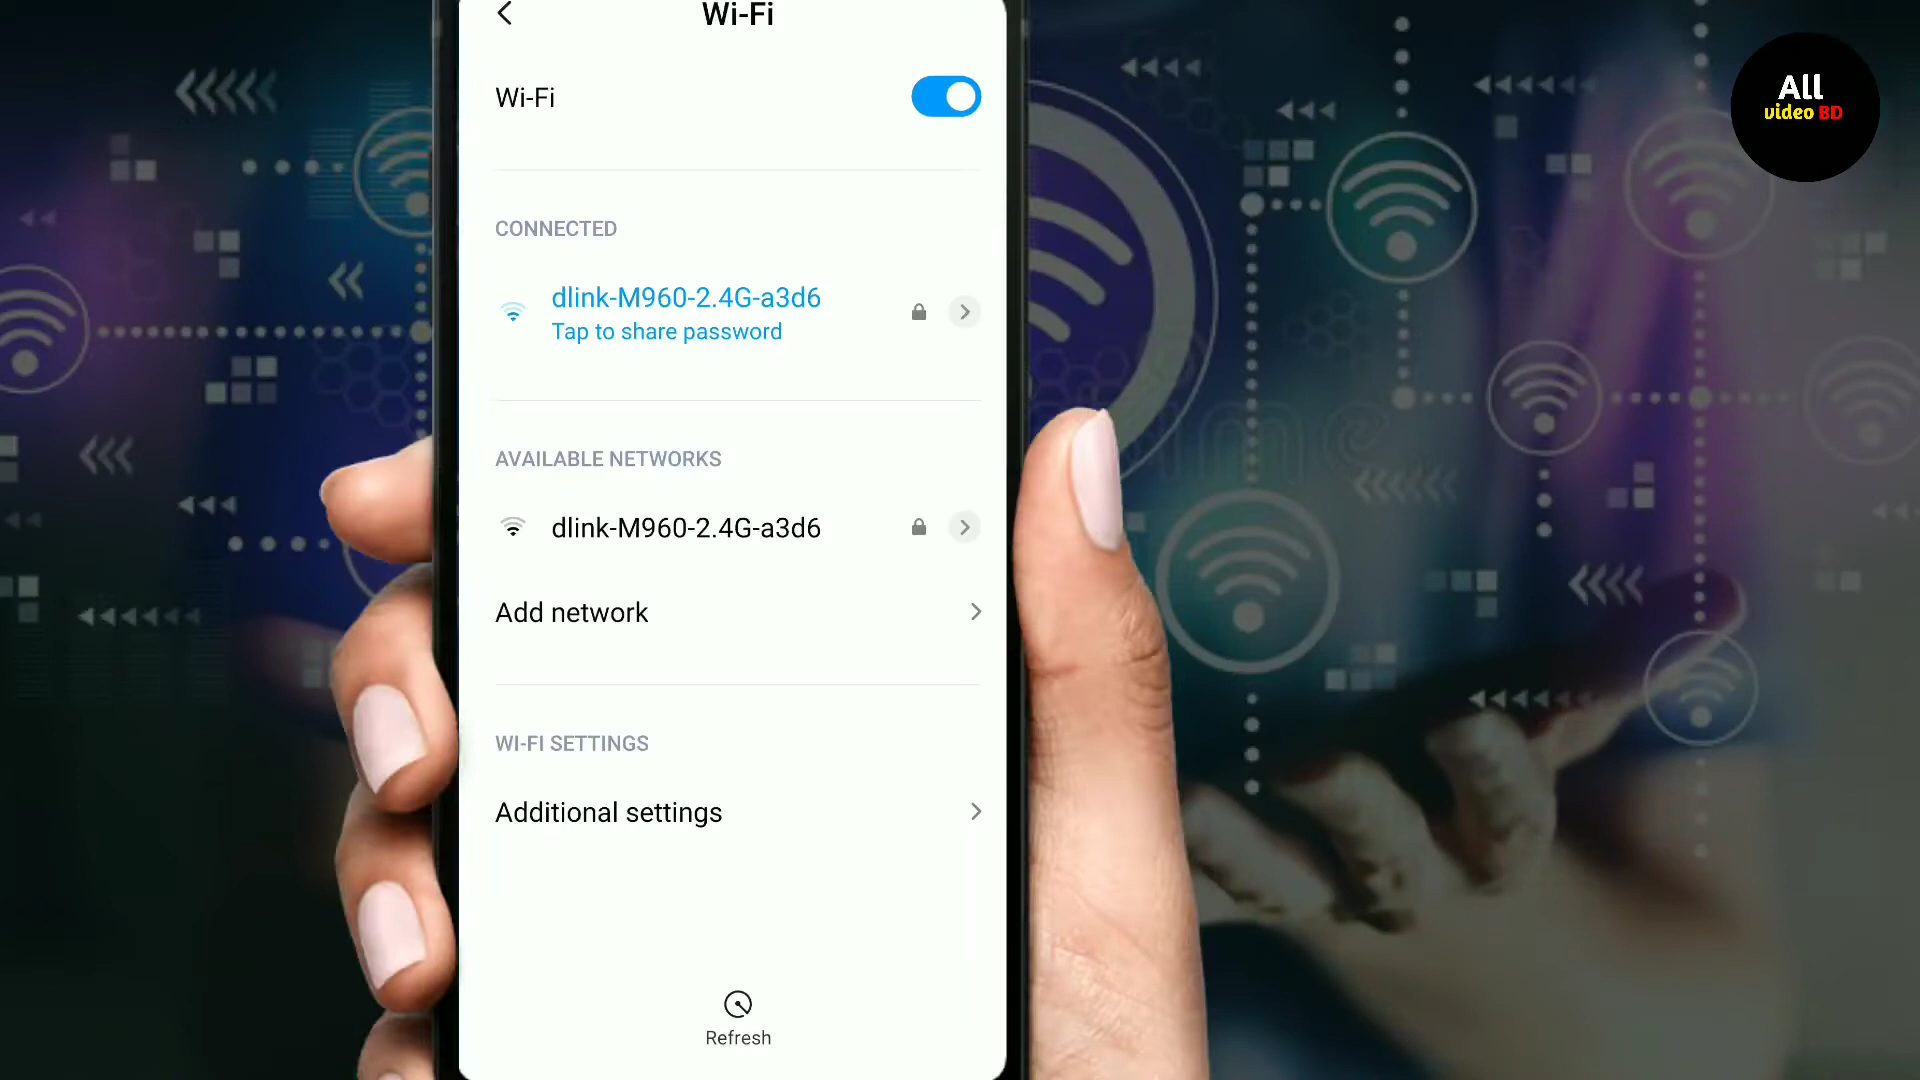 Wi-Fi
All
video BD
Wi-Fi
CONNECTED
dlink-M960-2.4G-a3d6
Tap to share password
AVAILABLE NETWORKS
dlink-M960-2.4G-a3d6
Add network
WI-FI SETTINGS
Additional settings
Refresh